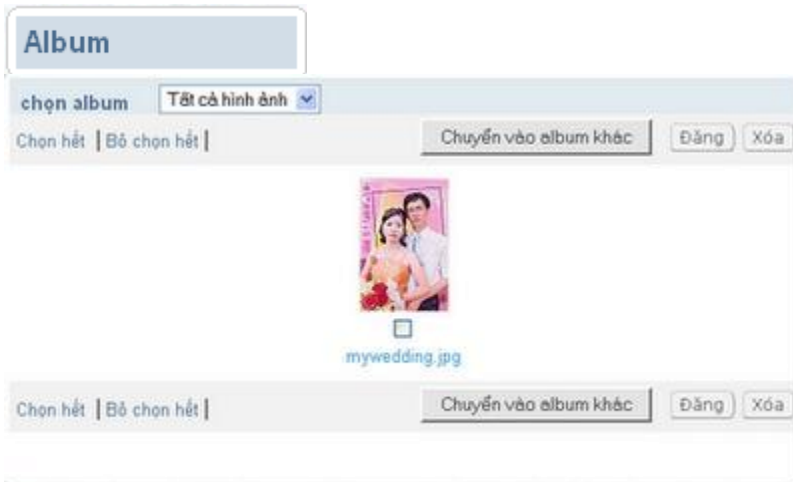 Album
chọn album Tất cả hình ảnh
Chọn hết | Bỏ chọn hết | Chuyển vào album khác Đăng Xóa
mywedding.jpg
Chọn hết | Bỏ chọn hết | Chuyển vào album khác Đăng Xóa